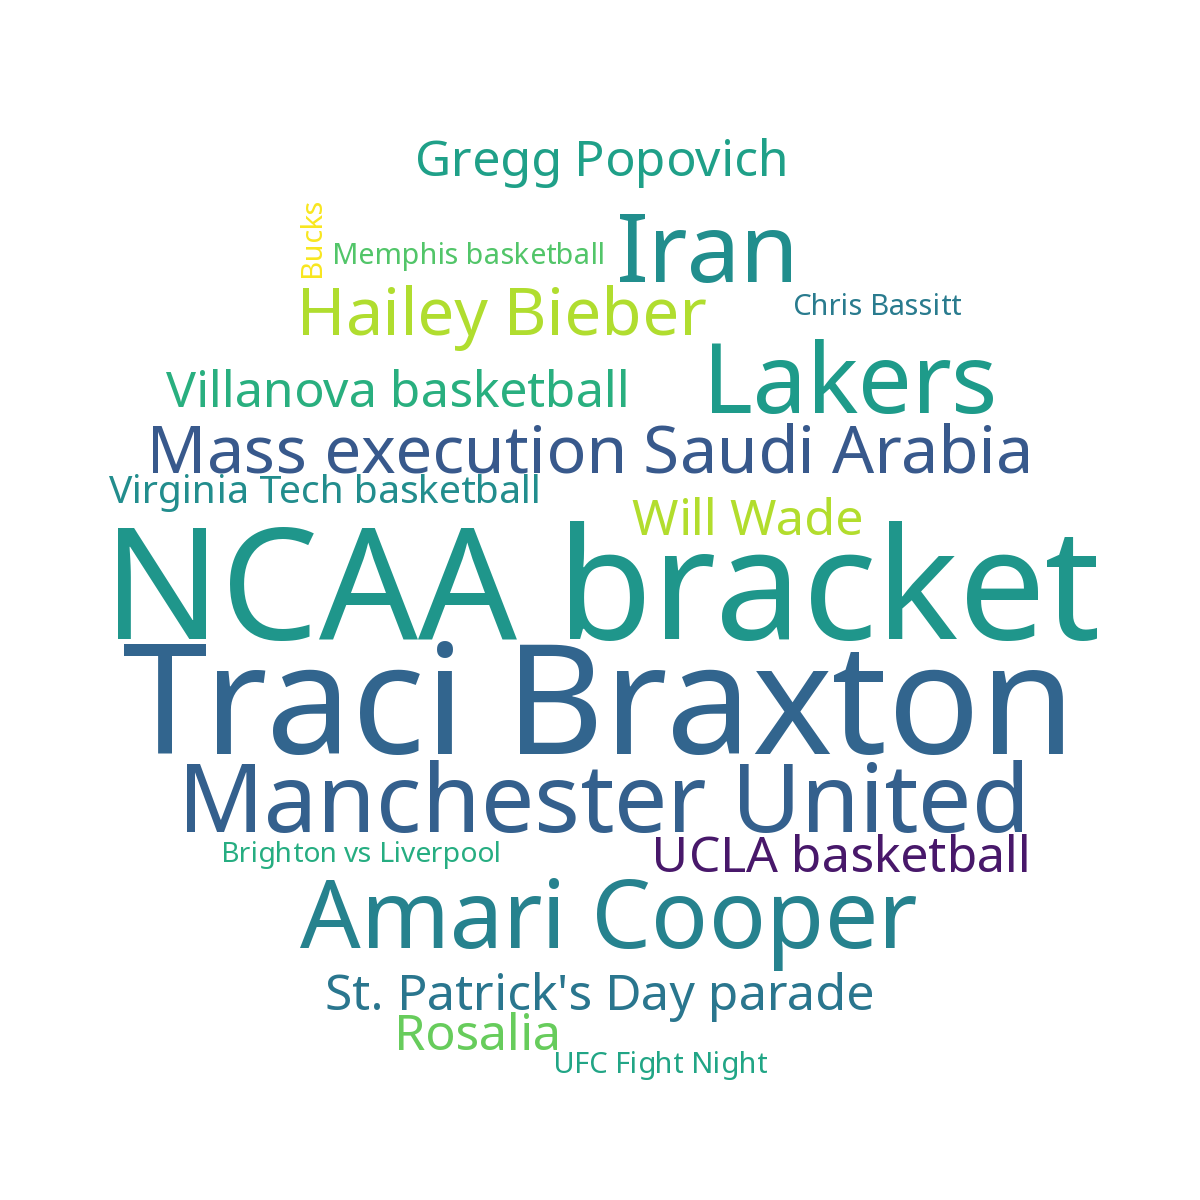 Gregg Popovich
Bucks
Memphis basketball
Iran
Hailey Bieber
Chris Bassitt
Villanova basketball
Lakers
Mass execution Saudi Arabia
Virginia Tech basketball
Will Wade
NCAA bracket
Traci Braxton
Manchester United
Brighton vs Liverpool
UCLA basketball
Amari Cooper
St. Patrick's Day parade
Rosalia
UFC Fight Night